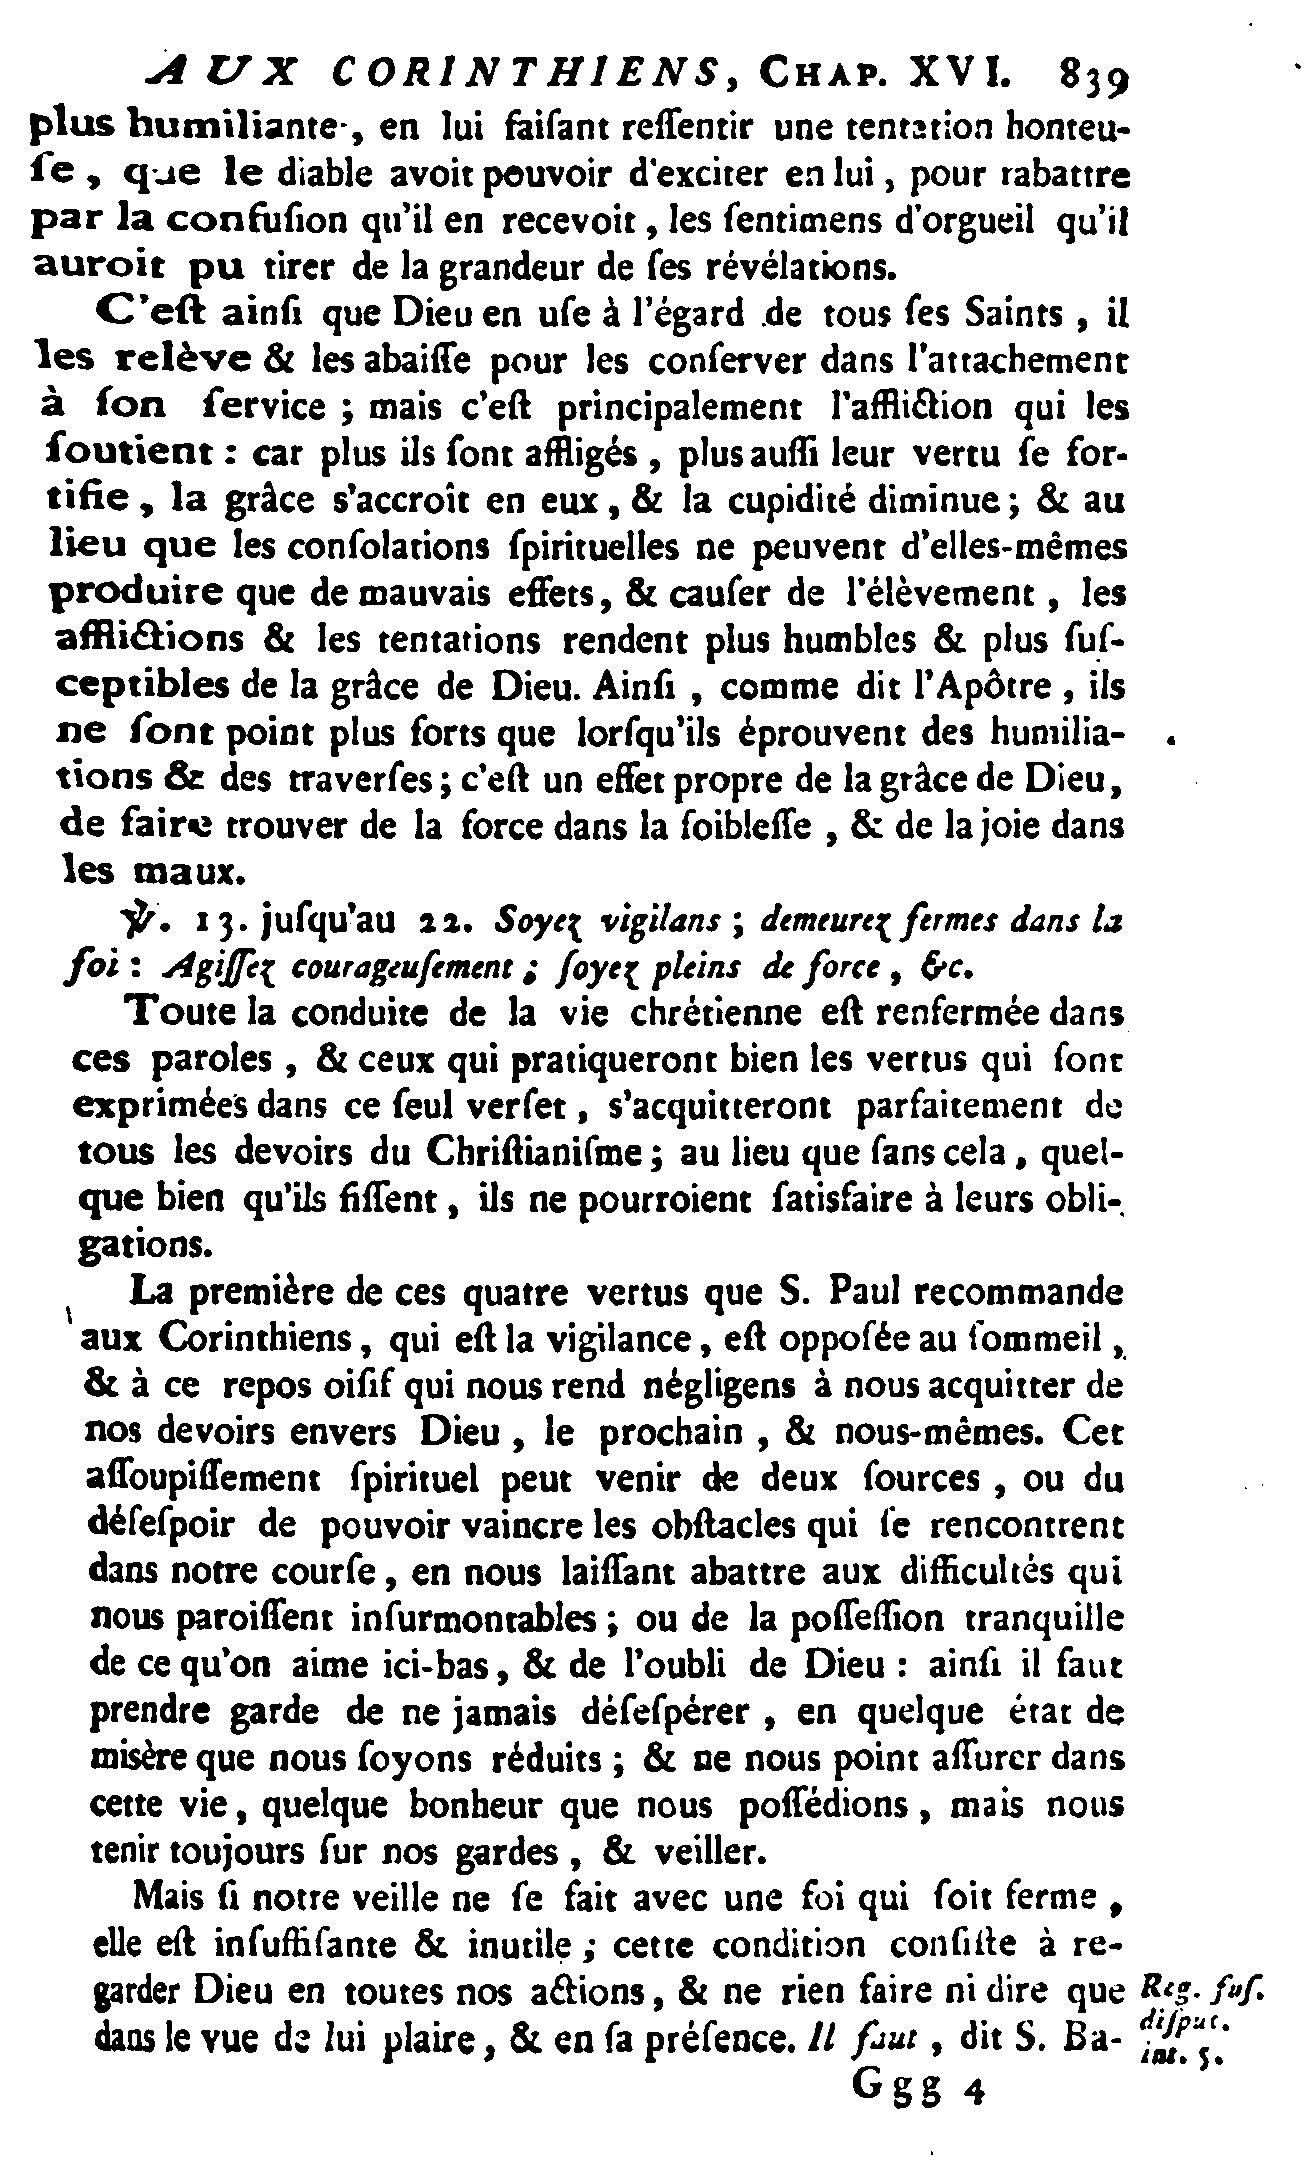 AUX CORINTHIENS, CHAP. XVI. 839
plus humiliante, en lui faiſant reſſentir une tentation honteu-
ſe, que le diable avoit pouvoir d'exciter en lui, pour rabattre
par la confuſion qu'il en recevoit, les ſentimens d'orgueil qu'il
auroit pu tirer de la grandeur de ſes révélations.
C'eſt ainſi que Dieu en uſe à l'égard de tous ſes Saints, il
les relève & les abaiſſe pour les conſerver dans l'attachement
à ſon ſervice; mais c'eſt principalement l'affliction qui les
ſoutient: car plus ils ſont affligés, plus auſſi leur vertu ſe for-
tifie, la grâce s'accroît en eux, & la cupidité diminue; & au
lieu que les conſolations ſpirituelles ne peuvent d'elles-mêmes
produire que de mauvais effets, & cauſer de l'élèvement, les
afflictions & les tentations rendent plus humbles & plus ſuſ-
ceptibles de la grâce de Dieu. Ainſi, comme dit l'Apôtre, ils
ne ſont point plus forts que lorſqu'ils éprouvent des humilia-
tions & des traverſes; c'eſt un effet propre de la grâce de Dieu,
de faire trouver de la force dans la foibleſſe, & de la joie dans
les maux.
℣. 13. juſqu'au 22. Soyez vigilans; demeurez fermes dans la
foi: Agiſſez courageuſement; ſoyez pleins de force, &c.
Toute la conduite de la vie chrétienne eſt renfermée dans
ces paroles, & ceux qui pratiqueront bien les vertus qui ſont
exprimées dans ce ſeul verſet, s'acquitteront parfaitement de
tous les devoirs du Chriſtianiſme; au lieu que ſans cela, quel-
que bien qu'ils fiſſent, ils ne pourroient ſatisfaire à leurs obli-
gations.
La première de ces quatre vertus que S. Paul recommande
aux Corinthiens, qui eſt la vigilance, eſt oppoſée au ſommeil,
& à ce repos oiſif qui nous rend négligens à nous acquitter de
nos devoirs envers Dieu, le prochain, & nous-mêmes. Cet
aſſoupiſſement ſpirituel peut venir de deux ſources, ou du
déſeſpoir de pouvoir vaincre les obſtacles qui ſe rencontrent
dans notre courſe, en nous laiſſant abattre aux difficultés qui
nous paroiſſent inſurmontables; ou de la poſſeſſion tranquille
de ce qu'on aime ici-bas, & de l'oubli de Dieu: ainſi il faut
prendre garde de ne jamais déſeſpérer, en quelque état de
misère que nous ſoyons réduits; & ne nous point aſſurer dans
cette vie, quelque bonheur que nous poſſédions, mais nous
tenir toujours ſur nos gardes, & veiller.
Mais ſi notre veille ne ſe fait avec une foi qui ſoit ferme,
elle eſt inſuffiſante & inutile; cette condition conſiſte à re-
garder Dieu en toutes nos actions, & ne rien faire ni dire que
dans le vue de lui plaire, & en ſa préſence. Il faut, dit S. Ba-
Reg. fuſ.
diſput.
int. 5.
Ggg 4